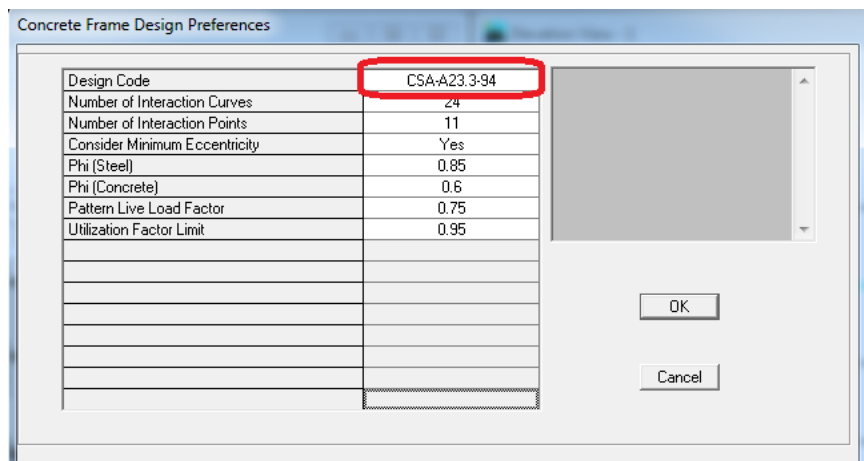 Concrete Frame Design Preferences
Design Code CSA-A23.3-94
Number of Interaction Curves 24
Number of Interaction Points 11
Consider Minimum Eccentricity Yes
Phi (Steel) 0.85
Phi (Concrete) 0.6
Pattern Live Load Factor 0.75
Utilization Factor Limit 0.95
OK
Cancel